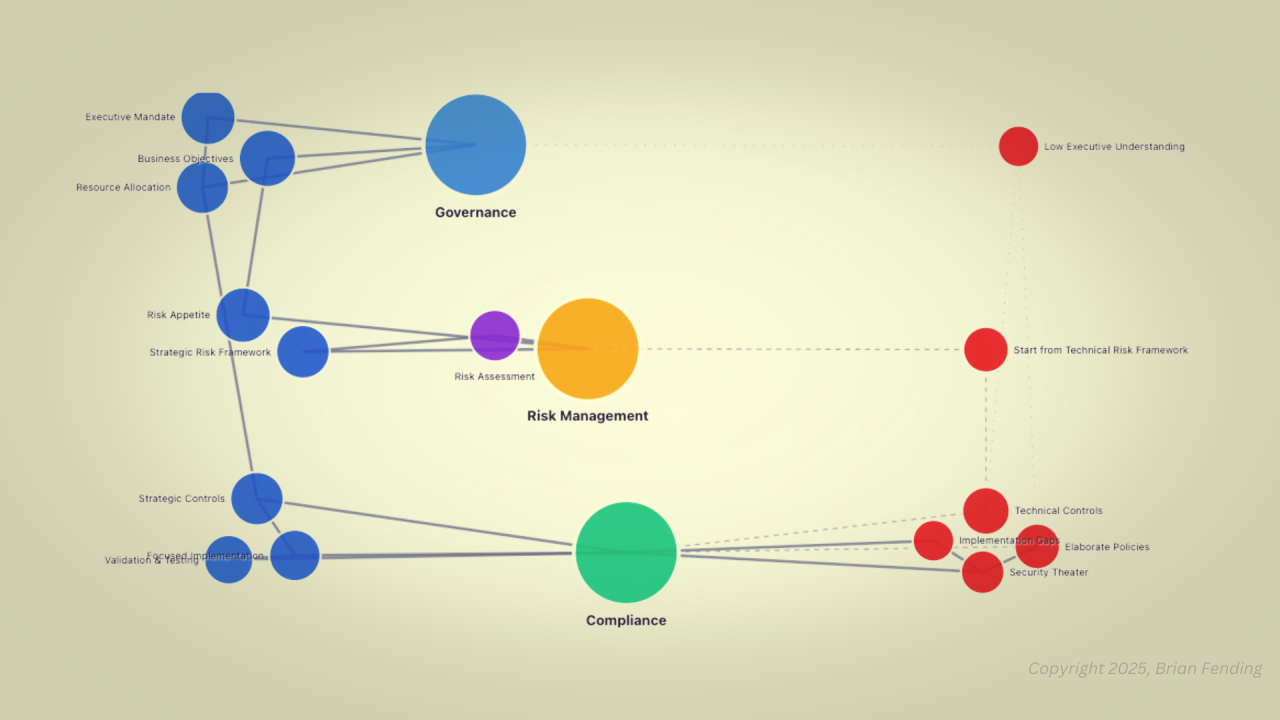 Executive Mandate
Business Objectives
Resource Allocation
Governance
Low Executive Understanding
Risk Appetite
Strategic Risk Framework
Risk Assessment
Risk Management
Start from Technical Risk Framework
Strategic Controls
Focused Implementation
Validation & Testing
Compliance
Technical Controls
Implementation Gaps
Elaborate Policies
Security Theater
Copyright 2025, Brian Fending